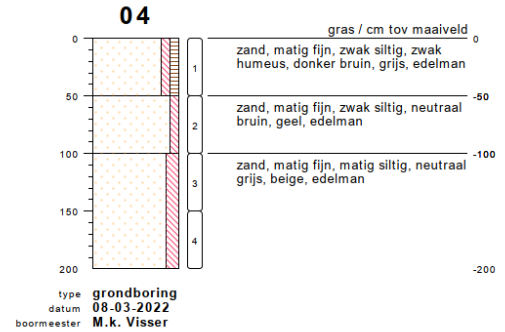 04
gras / cm tov maaiveld
0
0
zand, matig fijn, zwak siltig, zwak
humeus, donker bruin, grijs, edelman
1
50
-50
zand, matig fijn, zwak siltig, neutraal
bruin, geel, edelman
2
100
-100
zand, matig fijn, matig siltig, neutraal
grijs, beige, edelman
3
150
4
200
-200
type grondboring
datum 08-03-2022
boormeester M.k. Visser